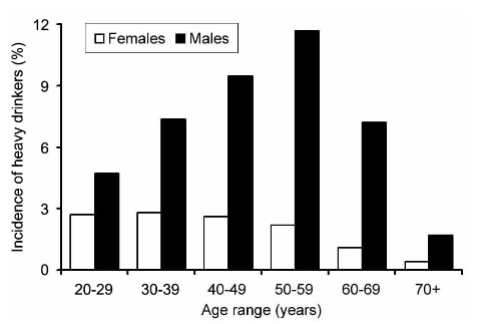 12
Females Males
9
6
3
0
Incidence of heavy drinkers (%)
20-29 30-39 40-49 50-59 60-69 70+
Age range (years)